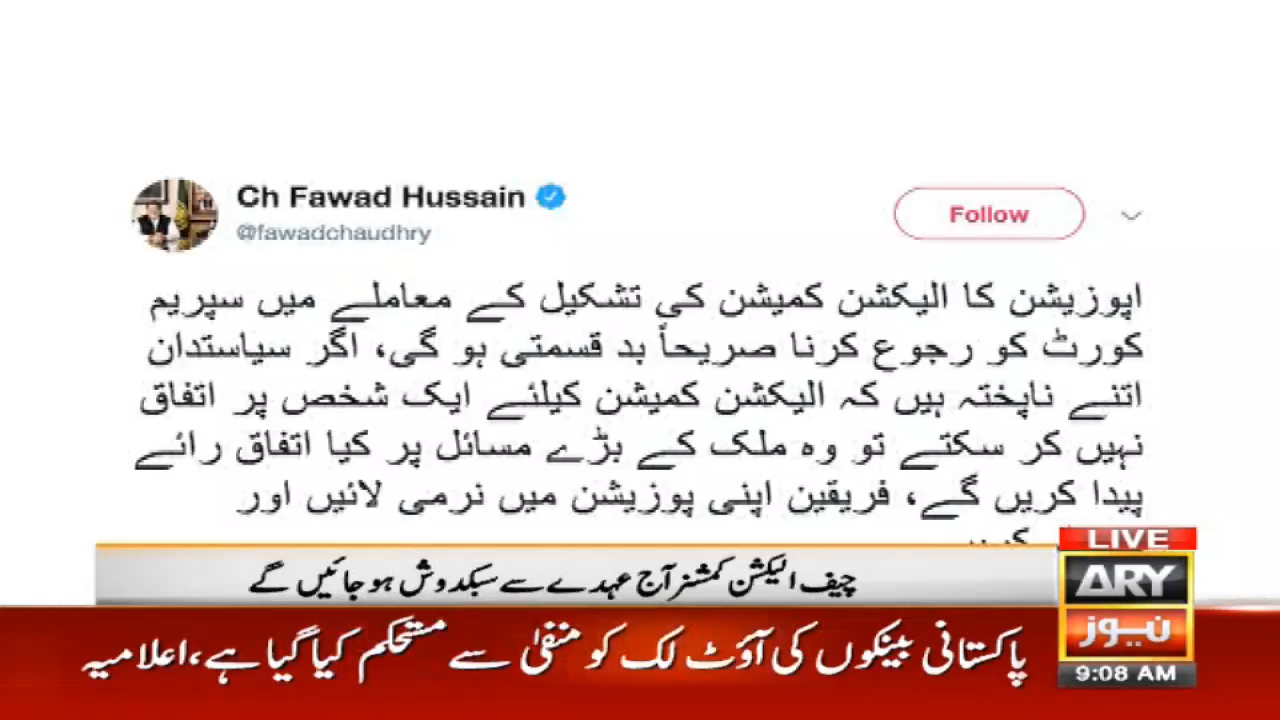 Ch Fawad Hussain
@fawadchaudhry
Follow
اپوزیشن کا الیکشن کمیشن کی تشکیل کے معاملے میں سپریم
کورٹ کو رجوع کرنا صریحاً بد قسمتی ہو گی، اگر سیاستدان
اتنے ناپختہ ہیں کہ الیکشن کمیشن کیلئے ایک شخص پر اتفاق
نہیں کر سکتے تو وہ ملک کے بڑے مسائل پر کیا اتفاق رائے
پیدا کریں گے، فریقین اپنی پوزیشن میں نرمی لائیں اور
چیف الیکشن کمشنر آج عہدے سے سبکدوش ہو جائیں گے
پاکستانی بینکوں کی آؤٹ لک کو منفیٰ سے مستحکم کیا گیا ہے، اعلامیہ
LIVE
ARY
نیوز
9:08 AM